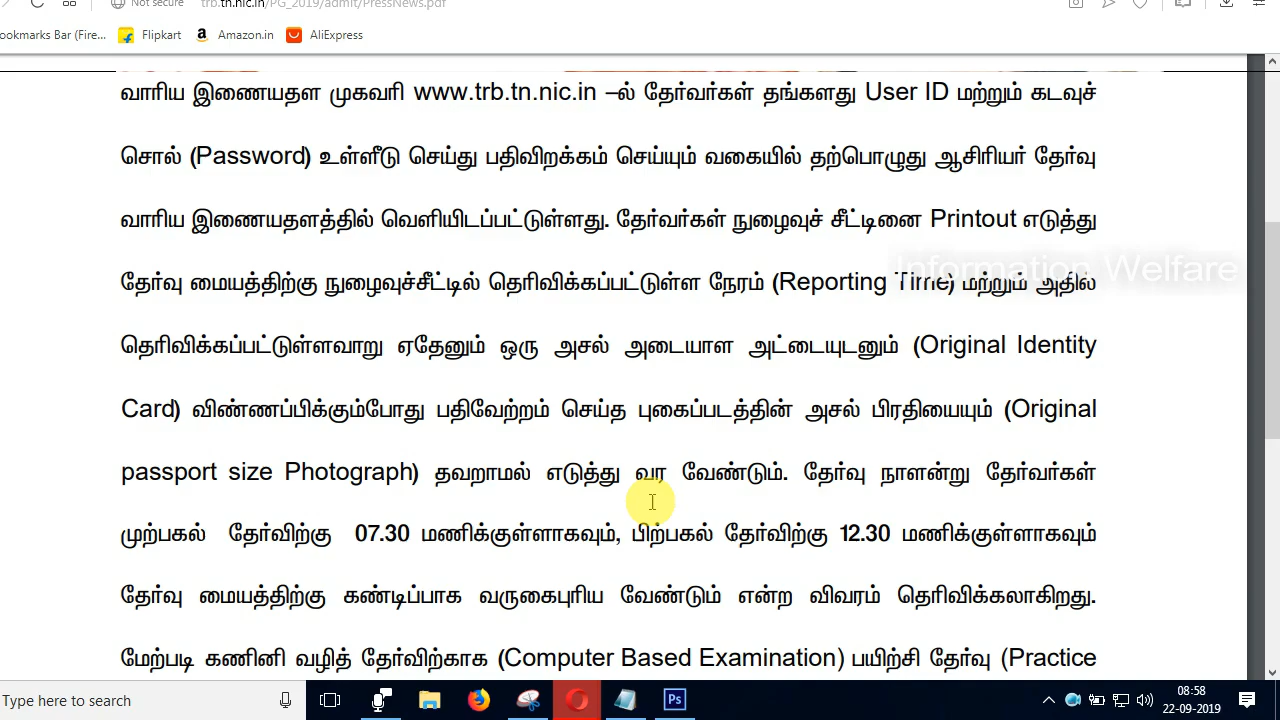 Not secure trb.tn.nic.in/PG_2019/admit/PressNews.pdf
ookmarks Bar (Fire... Flipkart Amazon.in AliExpress
வாரிய இணையதள முகவரி www.trb.tn.nic.in –ல் தேர்வர்கள் தங்களது User ID மற்றும் கடவுச்
சொல் (Password) உள்ளீடு செய்து பதிவிறக்கம் செய்யும் வகையில் தற்பொழுது ஆசிரியர் தேர்வு
வாரிய இணையதளத்தில் வெளியிடப்பட்டுள்ளது. தேர்வர்கள் நுழைவுச் சீட்டினை Printout எடுத்து
Information Welfare
தேர்வு மையத்திற்கு நுழைவுச்சீட்டில் தெரிவிக்கப்பட்டுள்ள நேரம் (Reporting Time) மற்றும் அதில்
தெரிவிக்கப்பட்டுள்ளவாறு ஏதேனும் ஒரு அசல் அடையாள அட்டையுடனும் (Original Identity
Card) விண்ணப்பிக்கும்போது பதிவேற்றம் செய்த புகைப்படத்தின் அசல் பிரதியையும் (Original
passport size Photograph) தவறாமல் எடுத்து வர வேண்டும். தேர்வு நாளன்று தேர்வர்கள்
முற்பகல் தேர்விற்கு 07.30 மணிக்குள்ளாகவும், பிற்பகல் தேர்விற்கு 12.30 மணிக்குள்ளாகவும்
தேர்வு மையத்திற்கு கண்டிப்பாக வருகைபுரிய வேண்டும் என்ற விவரம் தெரிவிக்கலாகிறது.
மேற்படி கணினி வழித் தேர்விற்காக (Computer Based Examination) பயிற்சி தேர்வு (Practice
Type here to search
Ps
08:58
22-09-2019